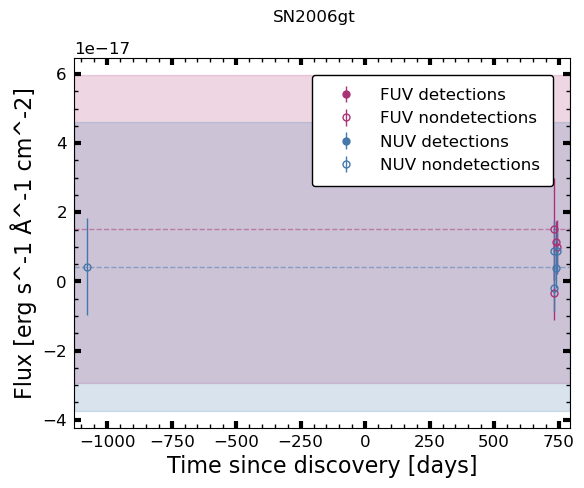 SN2006gt
1e−17
6
4
2
0
−2
−4
FUV detections
FUV nondetections
NUV detections
NUV nondetections
Flux [erg s^-1 Å^-1 cm^-2]
−1000 −750 −500 −250 0 250 500 750
Time since discovery [days]